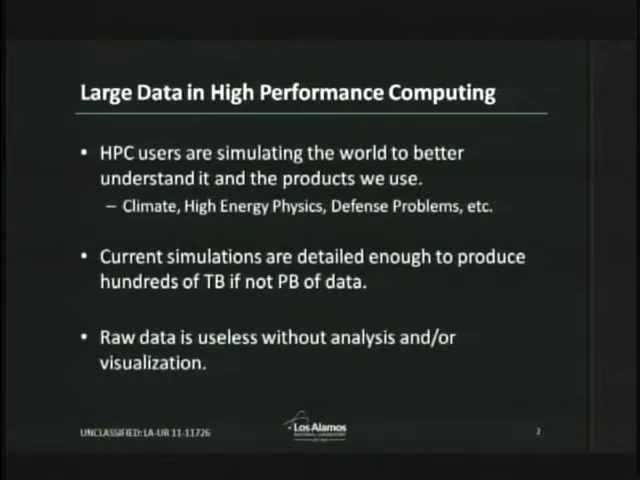 Large Data in High Performance Computing
• HPC users are simulating the world to better
understand it and the products we use.
– Climate, High Energy Physics, Defense Problems, etc.
• Current simulations are detailed enough to produce
hundreds of TB if not PB of data.
• Raw data is useless without analysis and/or
visualization.
UNCLASSIFIED: LA-UR 11-11726
Los Alamos
NATIONAL LABORATORY
2